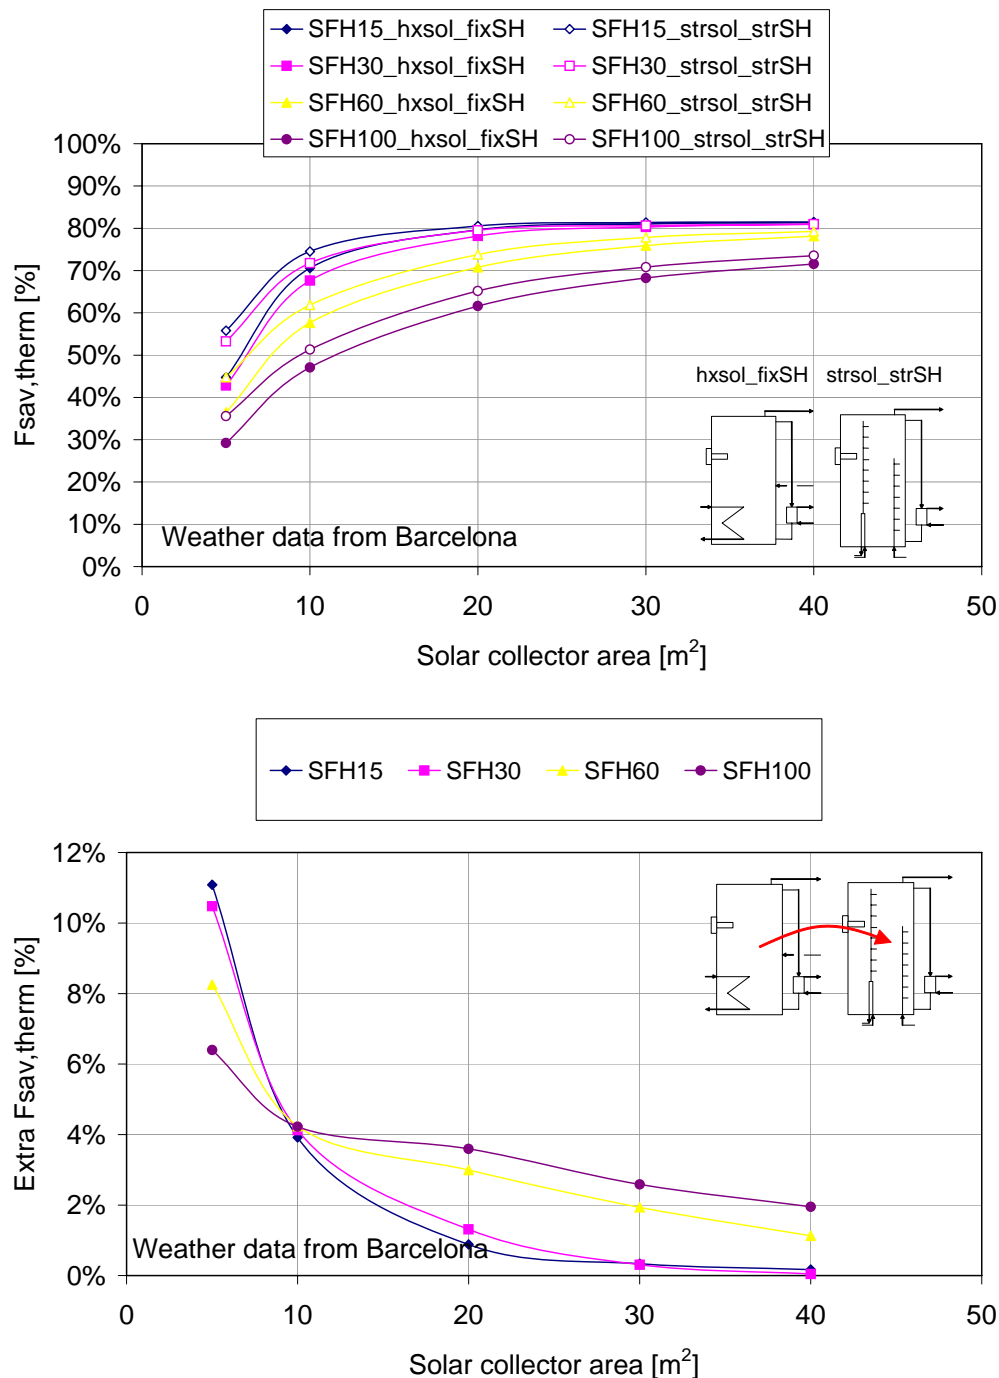 SFH15_hxsol_fixSH SFH15_strsol_strSH
SFH30_hxsol_fixSH SFH30_strsol_strSH
SFH60_hxsol_fixSH SFH60_strsol_strSH
SFH100_hxsol_fixSH SFH100_strsol_strSH
100%
90%
80%
70%
60%
50%
40%
30%
20%
10%
0%
Fsav,therm [%]
hxsol_fixSH strsol_strSH
Weather data from Barcelona
0 10 20 30 40 50
Solar collector area [m²]
SFH15 SFH30 SFH60 SFH100
12%
10%
8%
6%
4%
2%
0%
Extra Fsav,therm [%]
Weather data from Barcelona
0 10 20 30 40 50
Solar collector area [m²]